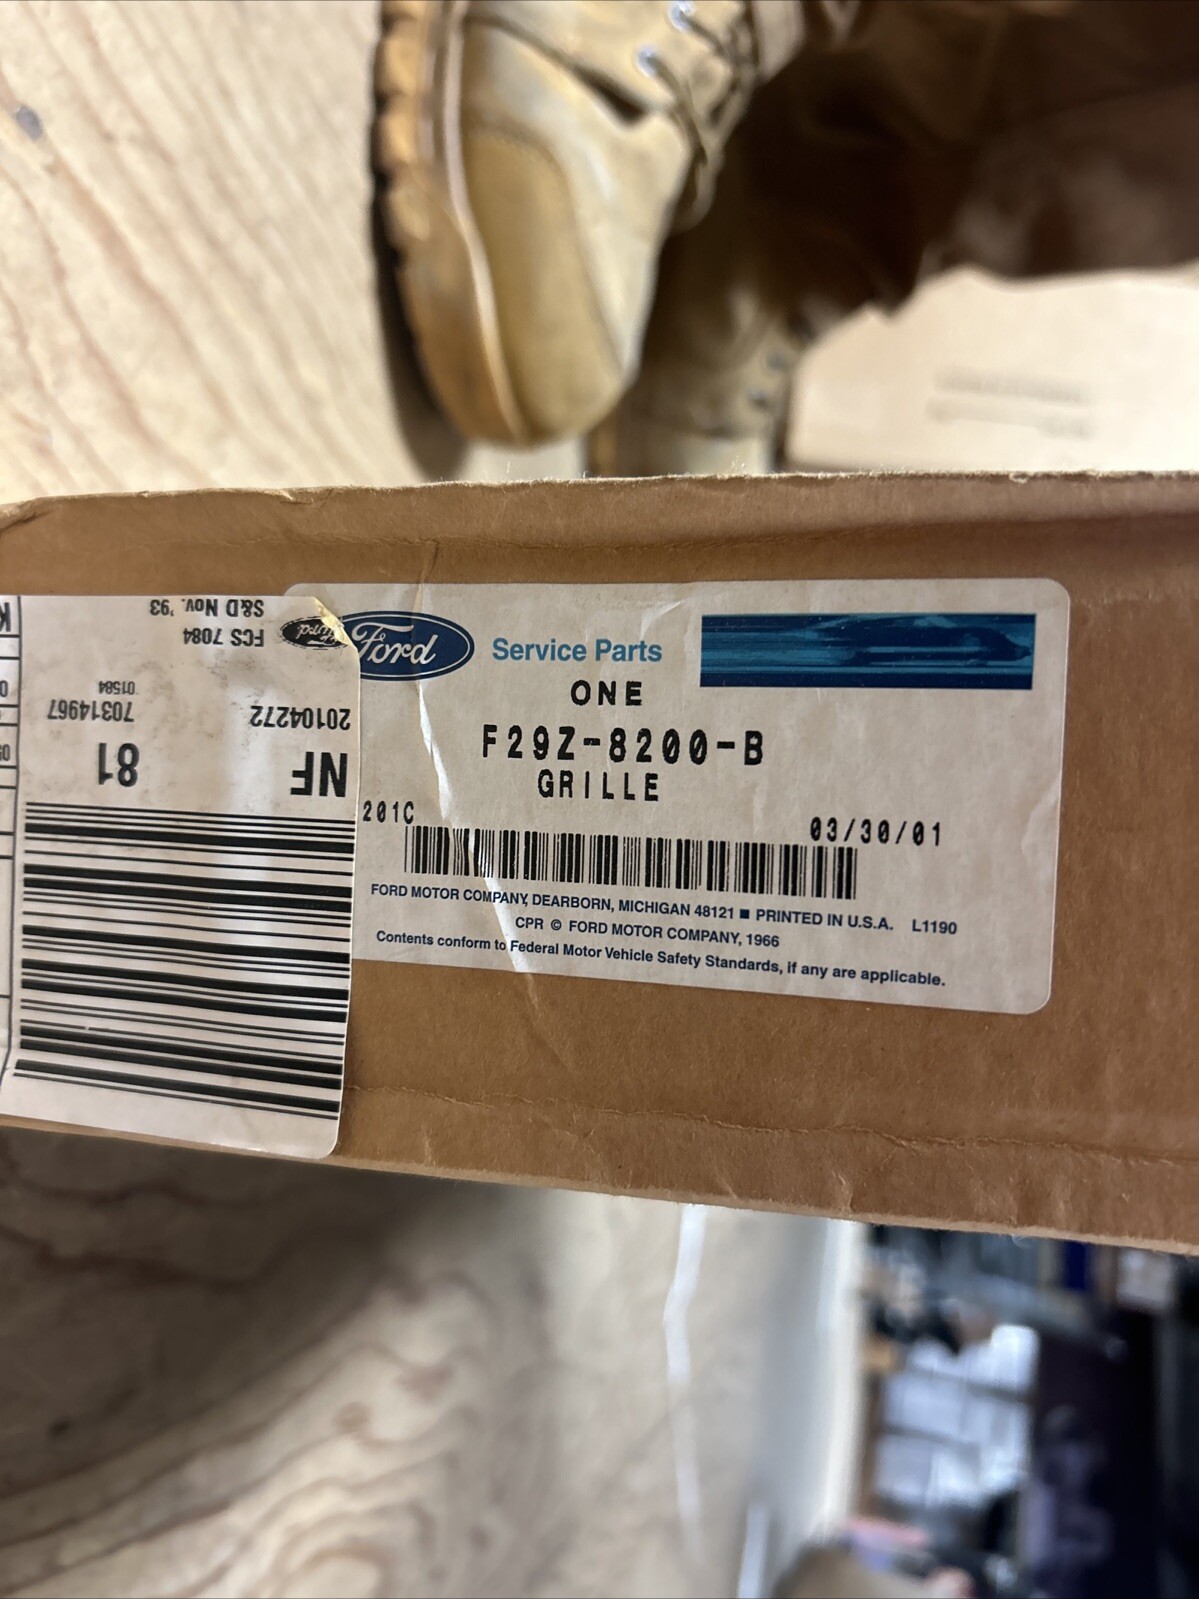 Ford Service Parts
ONE
F29Z-8200-B
GRILLE
201C
03/30/01
FORD MOTOR COMPANY, DEARBORN, MICHIGAN 48121 ■ PRINTED IN U.S.A. L1190
CPR © FORD MOTOR COMPANY, 1966
Contents conform to Federal Motor Vehicle Safety Standards, if any are applicable.
Ford
FCS 7084
S&D Nov. '93
01584
20104272
70314967
NF
81